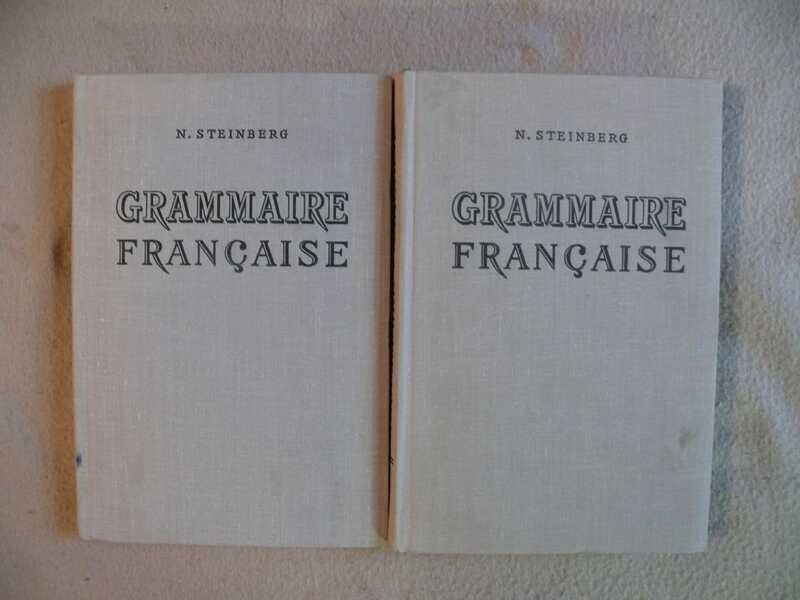 N. STEINBERG
GRAMMAIRE
FRANÇAISE
N. STEINBERG
GRAMMAIRE
FRANÇAISE